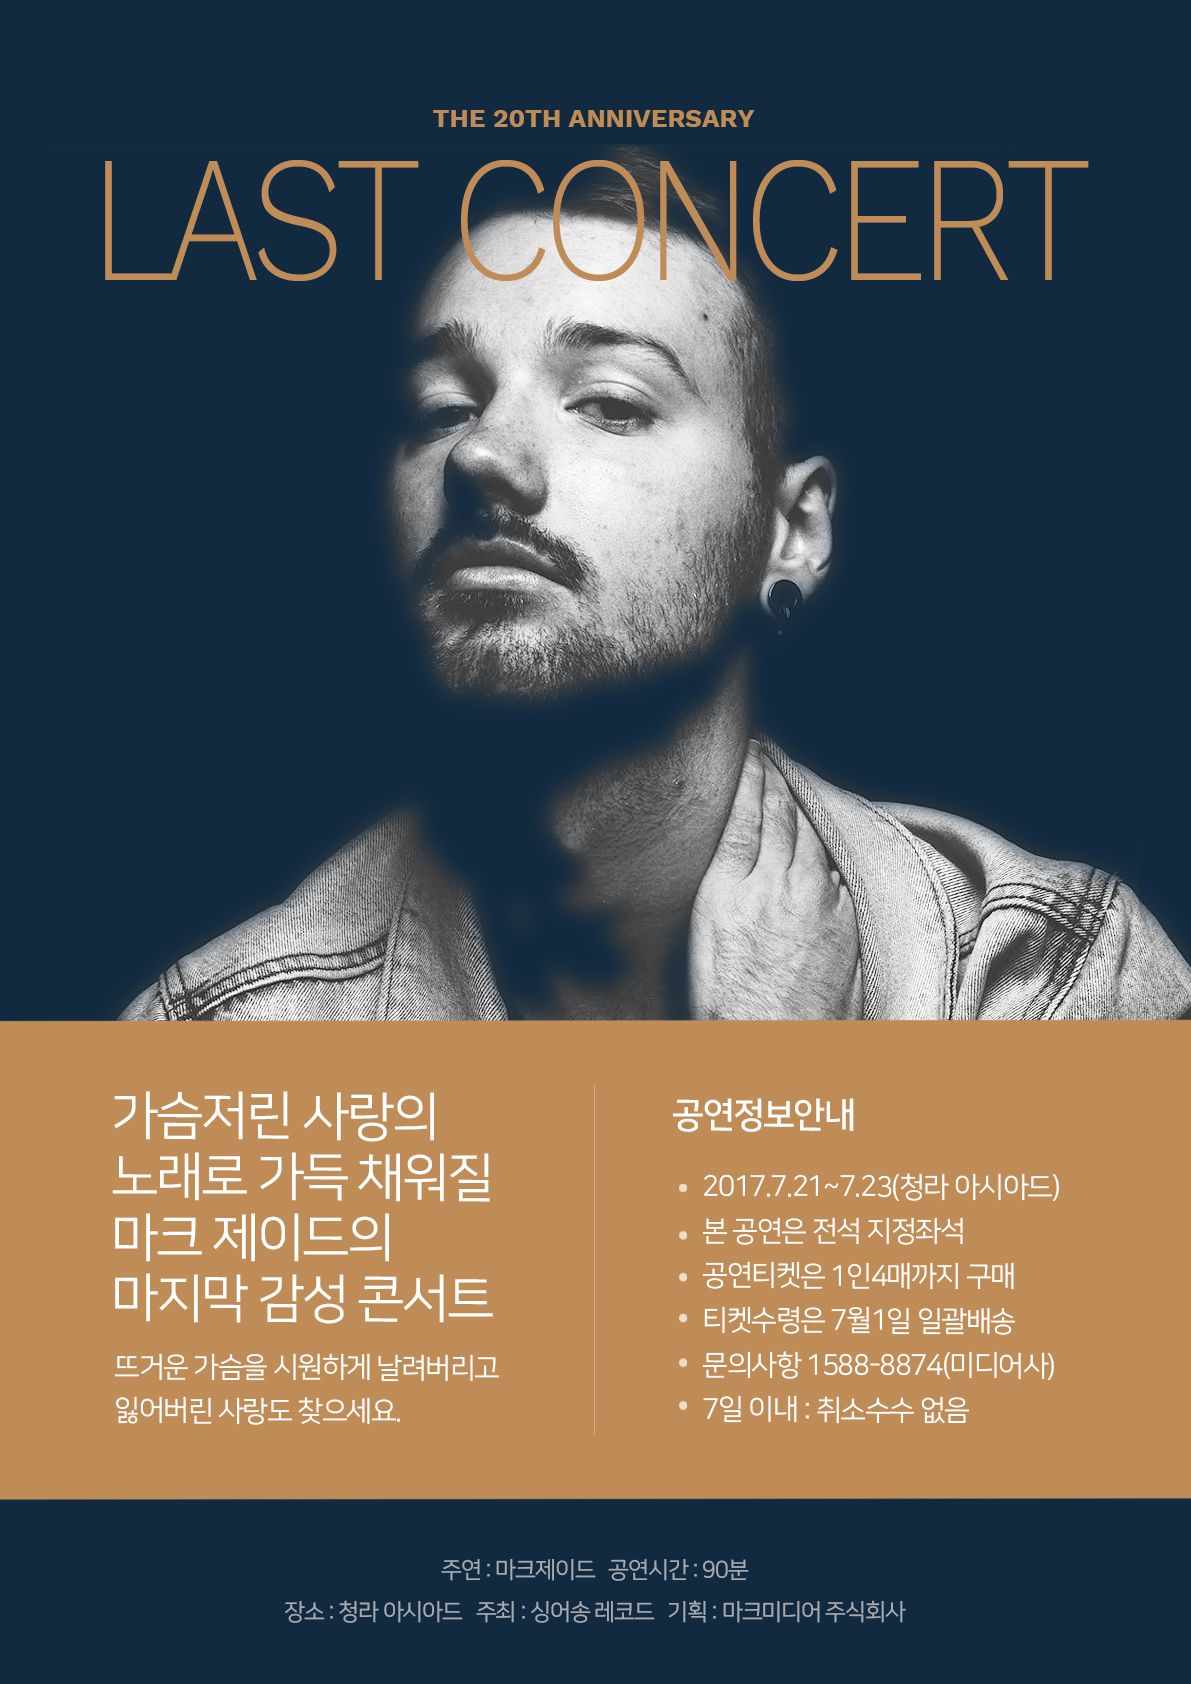 THE 20TH ANNIVERSARY
LAST CONCERT
가슴저린 사랑의
노래로 가득 채워질
마크 제이드의
마지막 감성 콘서트
뜨거운 가슴을 시원하게 날려버리고
잃어버린 사랑도 찾으세요.
공연정보안내
• 2017.7.21~7.23(청라 아시아드)
• 본 공연은 전석 지정좌석
• 공연티켓은 1인4매까지 구매
• 티켓수령은 7월1일 일괄배송
• 문의사항 1588-8874(미디어사)
• 7일 이내 : 취소수수 없음
주연 : 마크제이드 공연시간 : 90분
장소 : 청라 아시아드 주최 : 싱어송 레코드 기획 : 마크미디어 주식회사